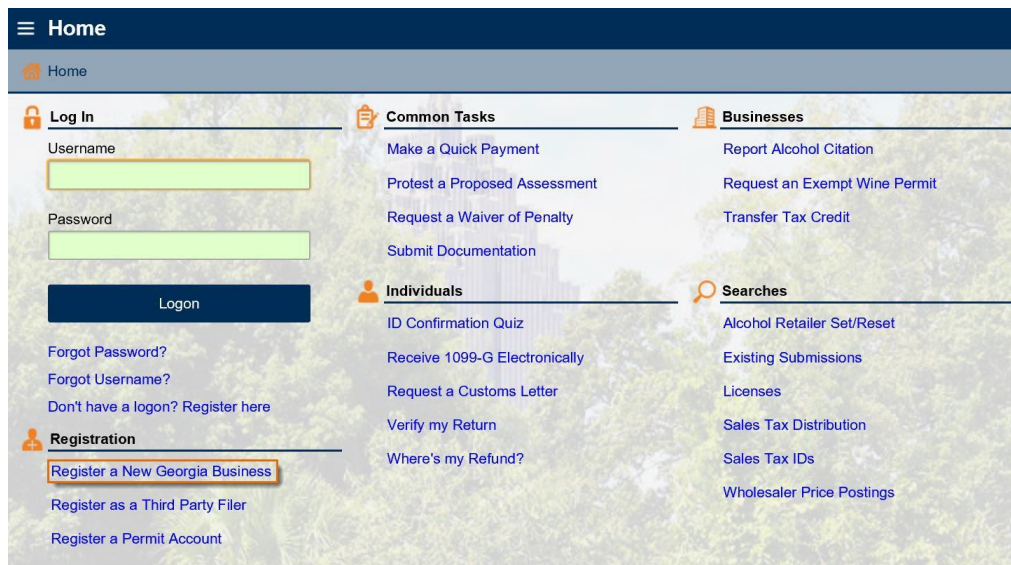 Home
Home
Log In
Username
Password
Logon
Forgot Password?
Forgot Username?
Don't have a logon? Register here
Registration
Register a New Georgia Business
Register as a Third Party Filer
Register a Permit Account
Common Tasks
Make a Quick Payment
Protest a Proposed Assessment
Request a Waiver of Penalty
Submit Documentation
Individuals
ID Confirmation Quiz
Receive 1099-G Electronically
Request a Customs Letter
Verify my Return
Where's my Refund?
Businesses
Report Alcohol Citation
Request an Exempt Wine Permit
Transfer Tax Credit
Searches
Alcohol Retailer Set/Reset
Existing Submissions
Licenses
Sales Tax Distribution
Sales Tax IDs
Wholesaler Price Postings